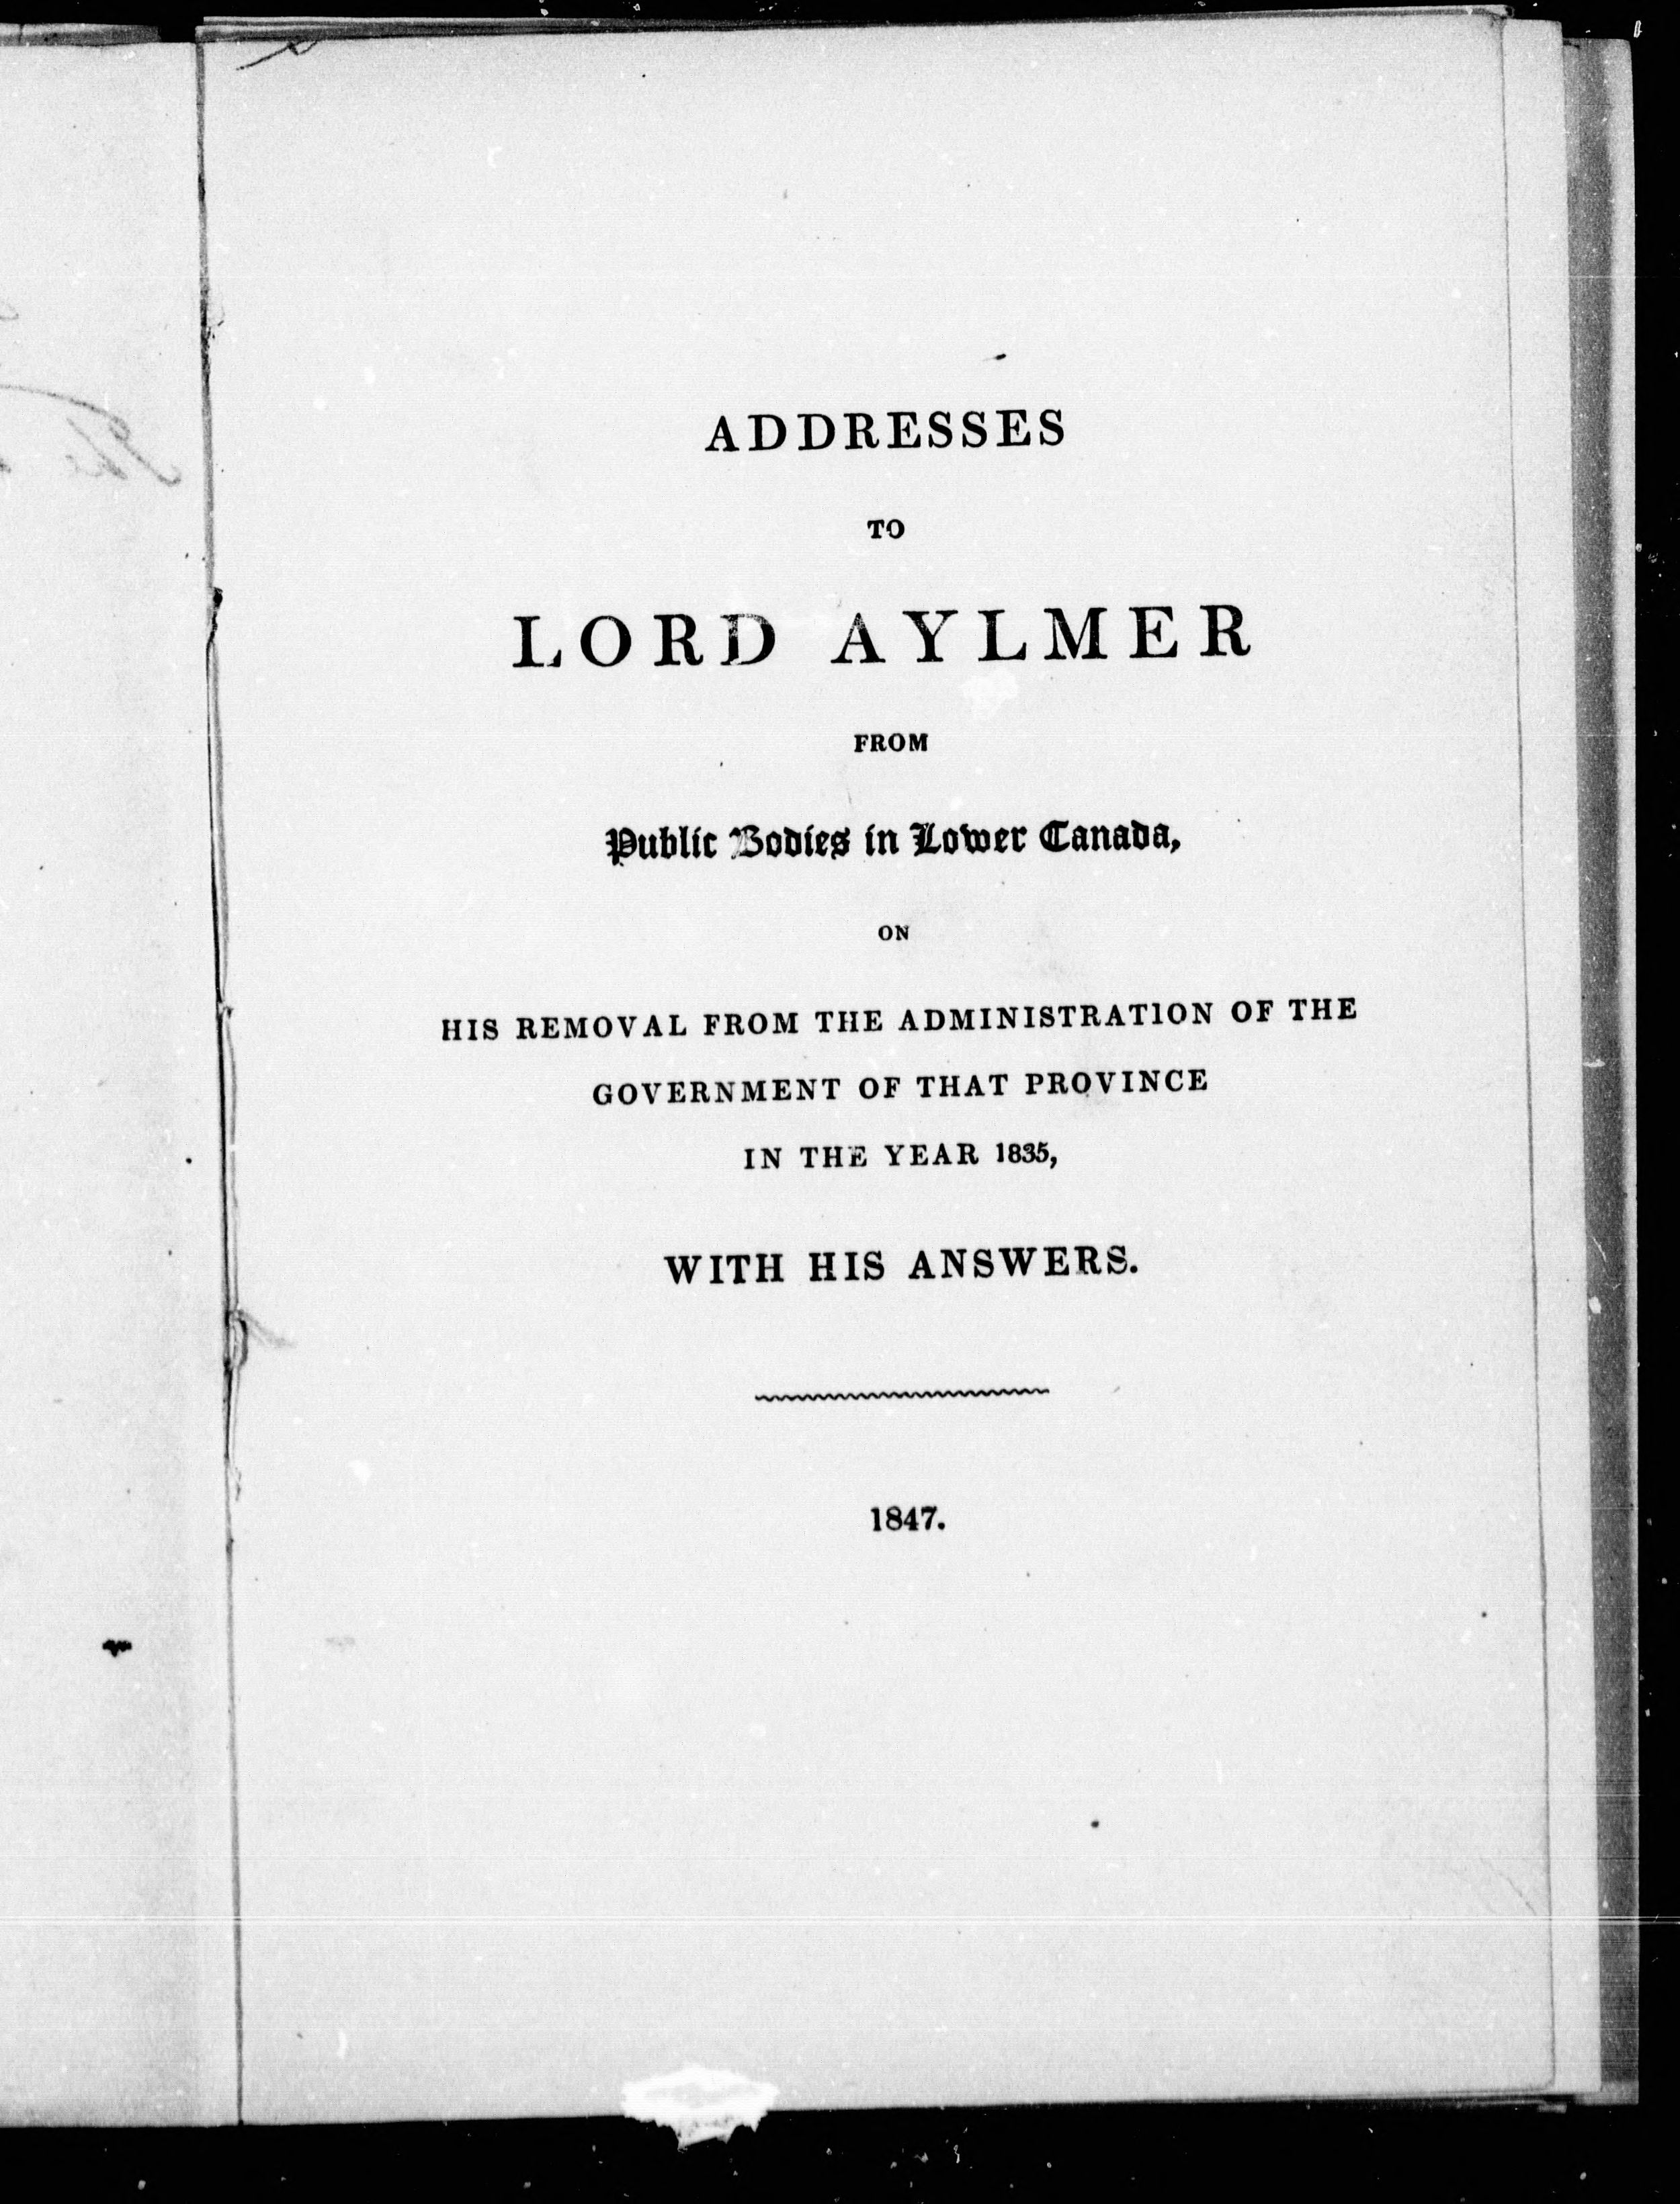 ADDRESSES
TO
LORD AYLMER
FROM
Public Bodies in Lower Canada,
ON
HIS REMOVAL FROM THE ADMINISTRATION OF THE
GOVERNMENT OF THAT PROVINCE
IN THE YEAR 1835,
WITH HIS ANSWERS.
1847.